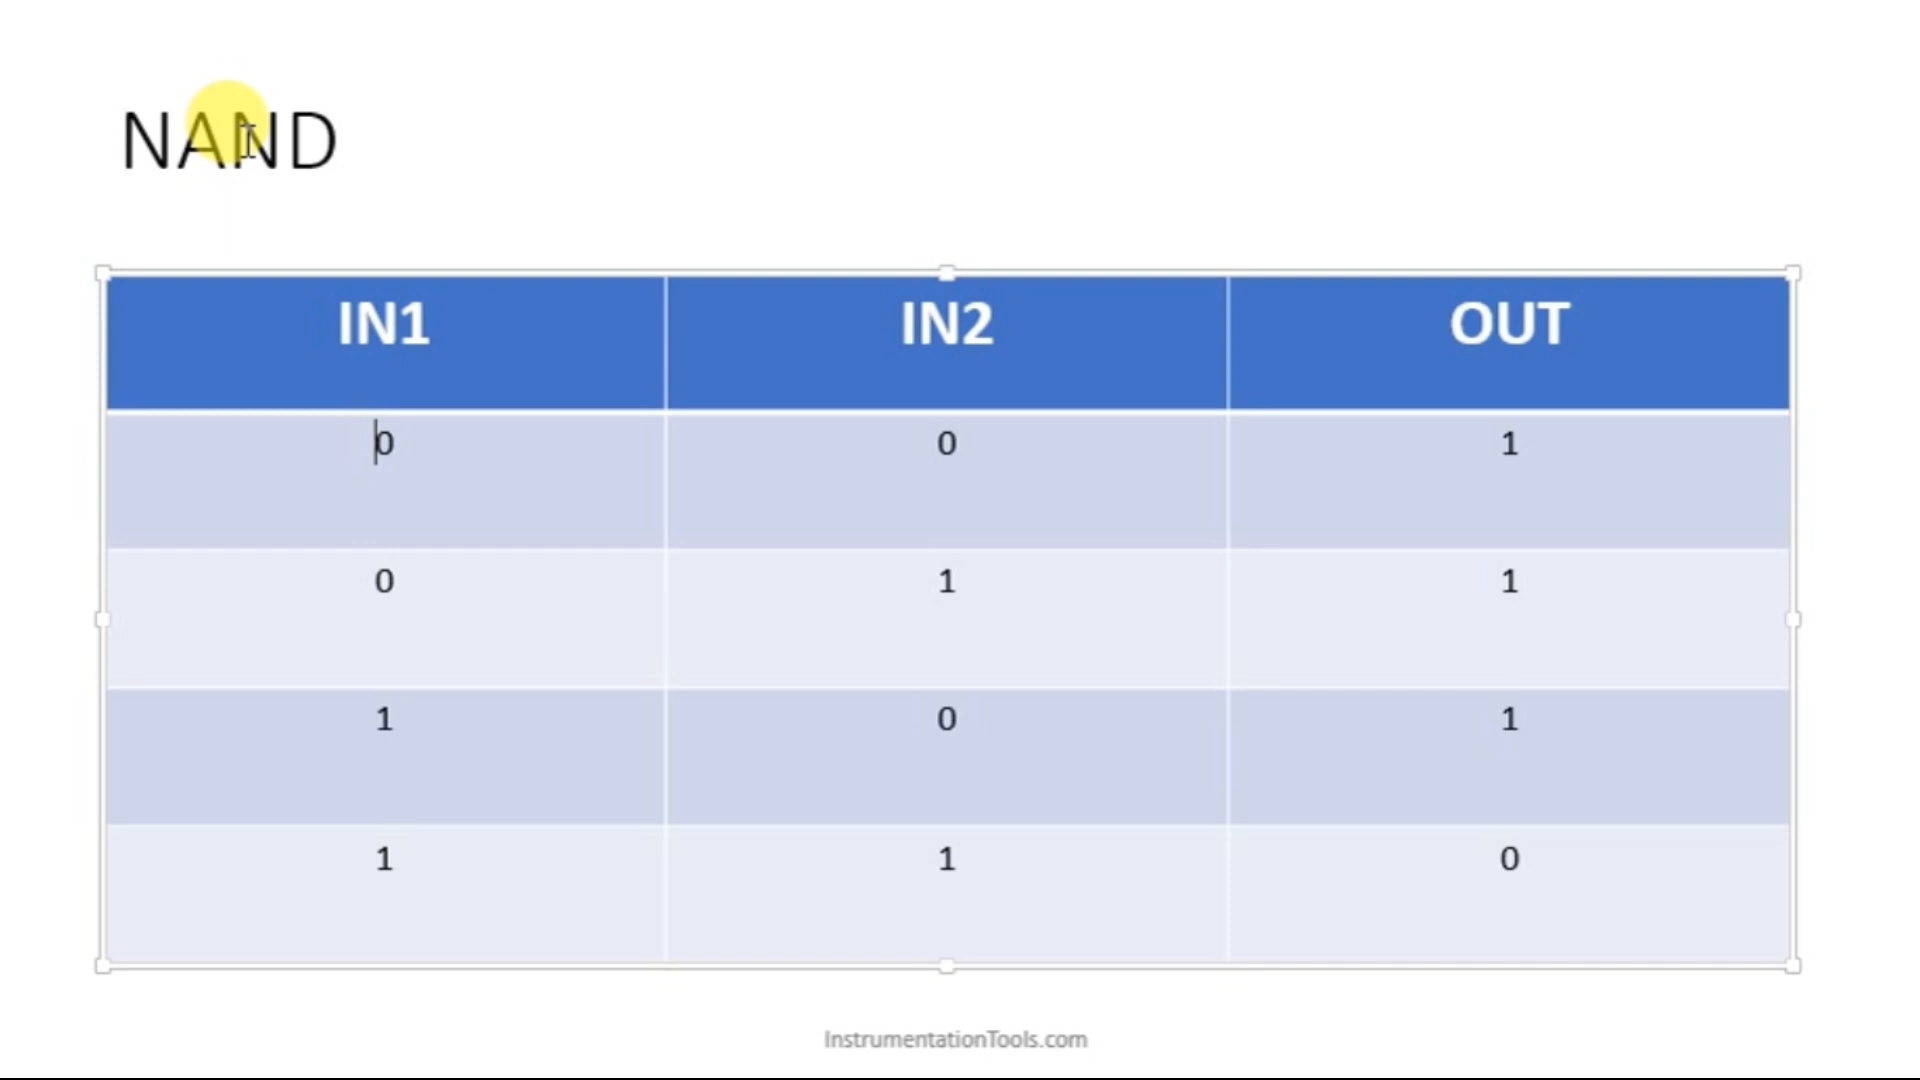 NAND
IN1 IN2 OUT
0 0 1
0 1 1
1 0 1
1 1 0
InstrumentationTools.com